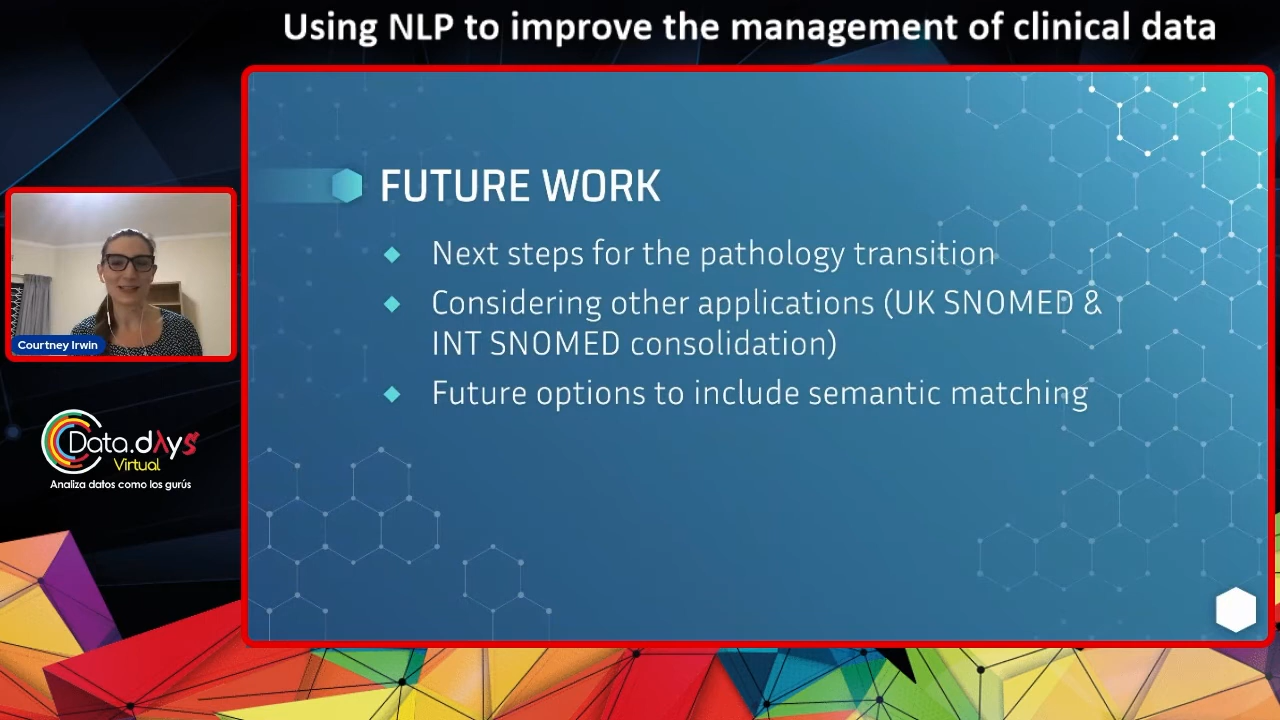 Using NLP to improve the management of clinical data
FUTURE WORK
Next steps for the pathology transition
Considering other applications (UK SNOMED &
INT SNOMED consolidation)
Future options to include semantic matching
Courtney Irwin
Data.dAys
Virtual
Analiza datos como los gurús